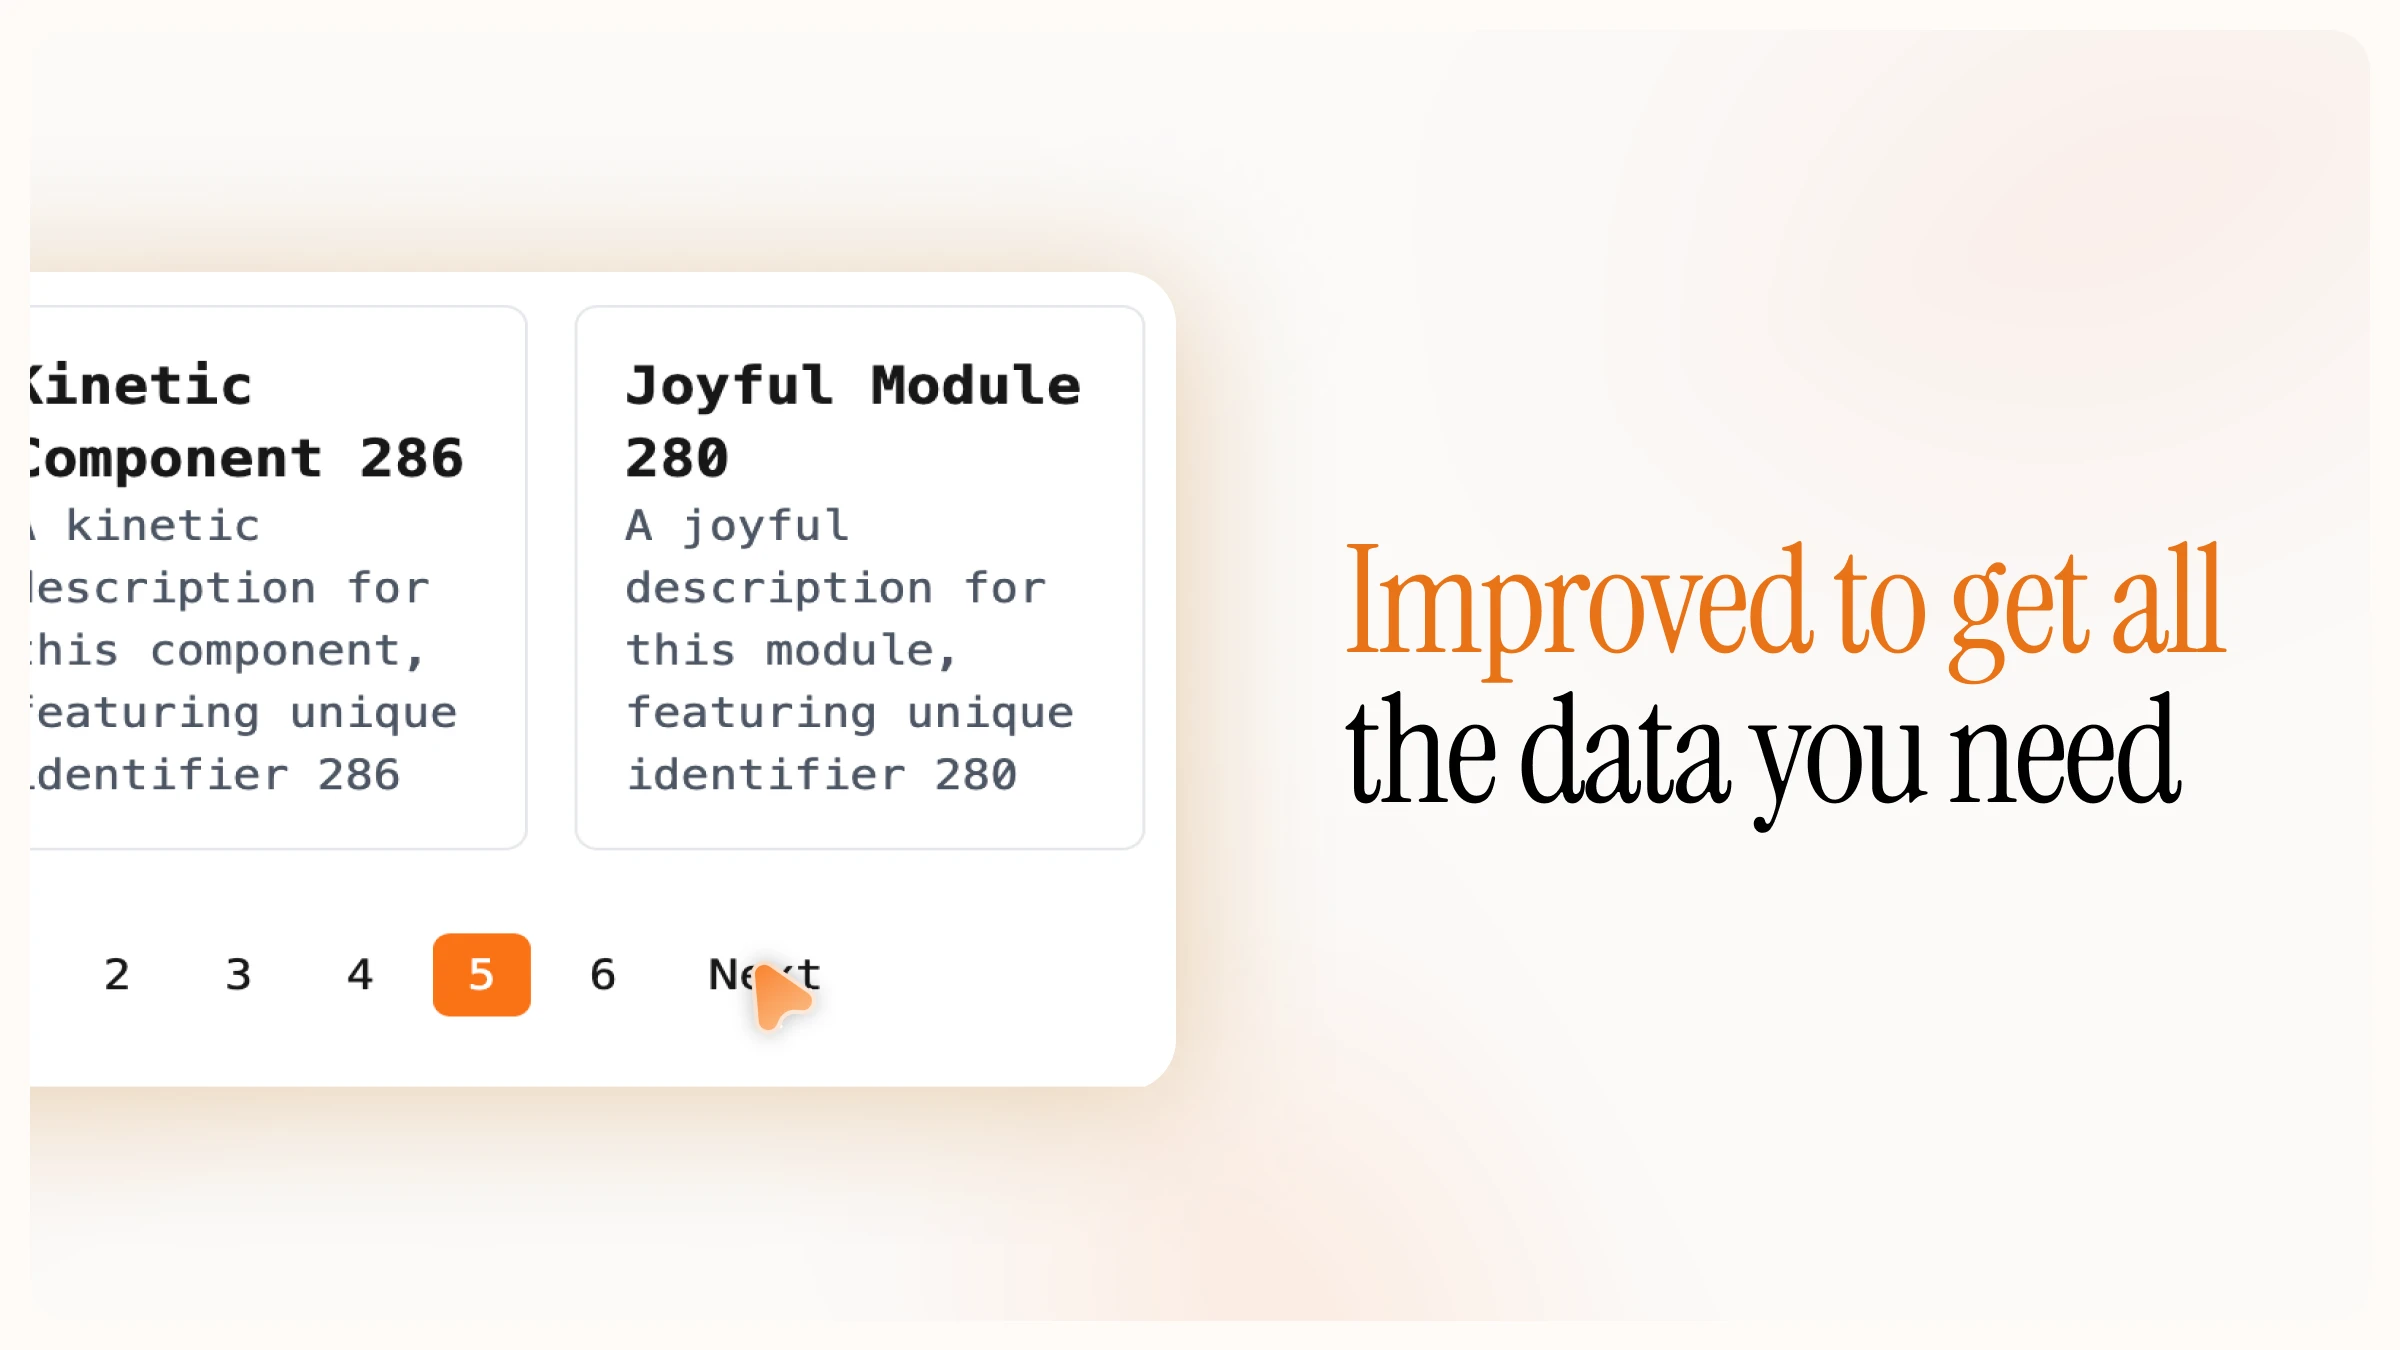 Kinetic
Component 286
A kinetic
description for
this component,
featuring unique
identifier 286
Joyful Module
280
A joyful
description for
this module,
featuring unique
identifier 280
2 3 4 5 6 Next
Improved to get all
the data you need